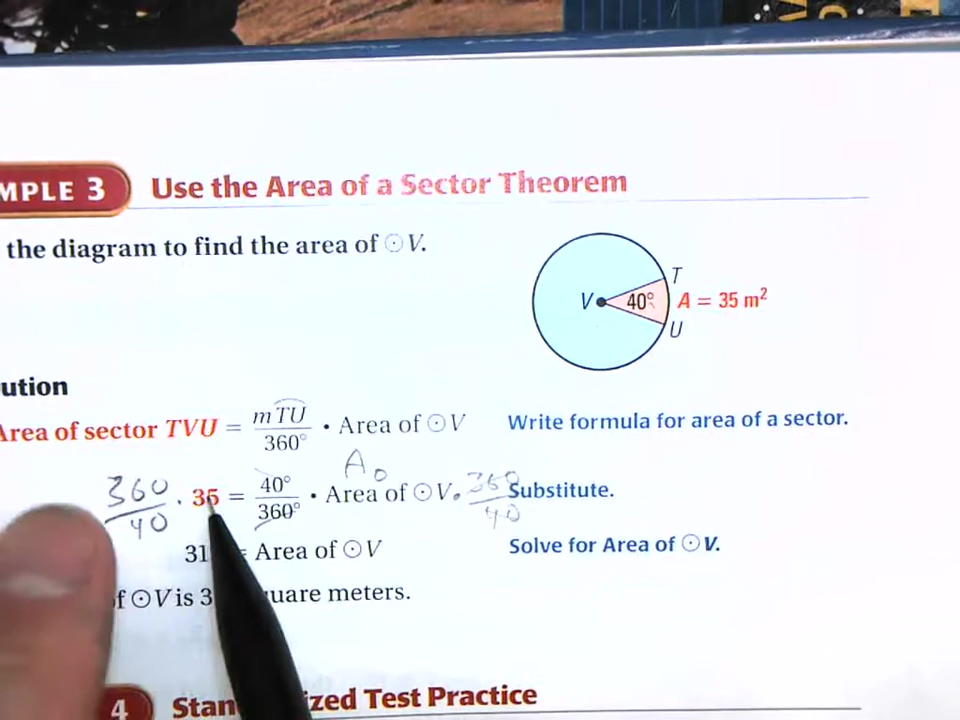 MPLE 3 Use the Area of a Sector Theorem
the diagram to find the area of ⊙V.
V 40° T
A = 35 m²
U
ution
Area of sector TVU = mTU/360° • Area of ⊙V Write formula for area of a sector.
A₀
360/40 · 35 = 40°/360° • Area of ⊙V • 360/40 Substitute.
31 = Area of ⊙V Solve for Area of ⊙V.
f ⊙V is 3 uare meters.
4 Stan ized Test Practice